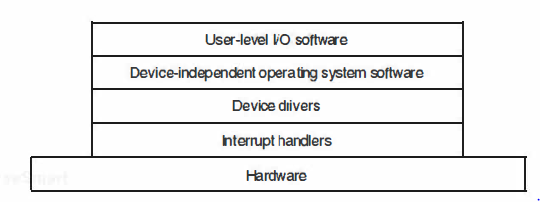 User-level I/O software
Device-independent operating system software
Device drivers
Interrupt handlers
Hardware